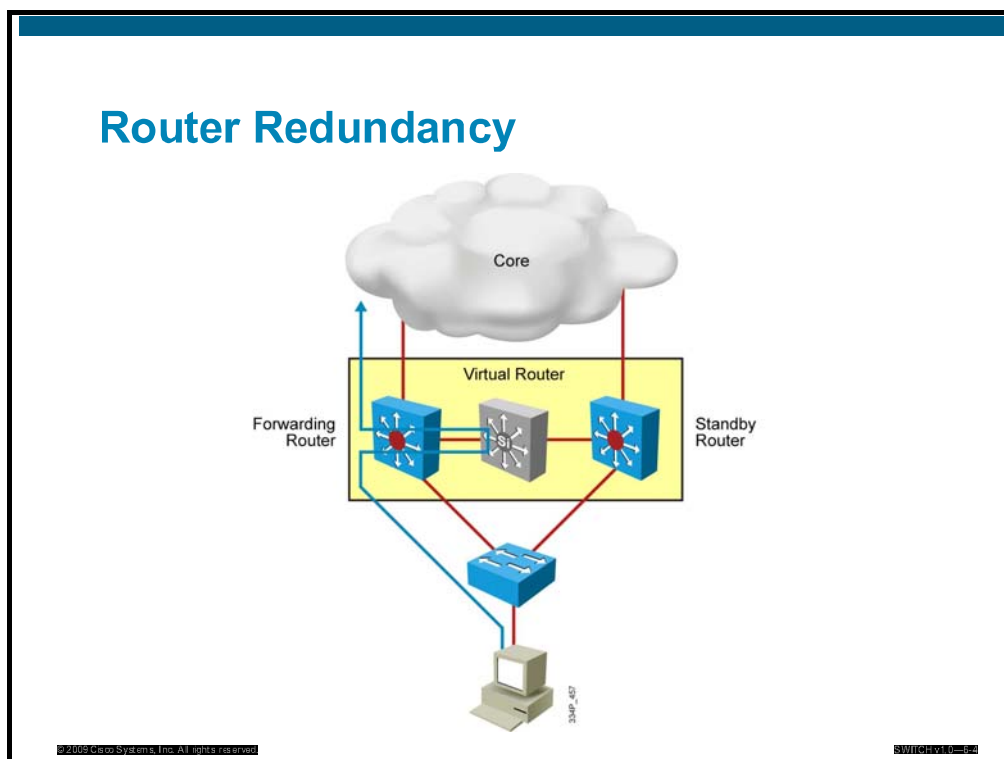 Router Redundancy
Core
Virtual Router
Forwarding
Router
Si
Standby
Router
334P_457
© 2009 Cisco Systems, Inc. All rights reserved.
SWITCH v1.0—6-4